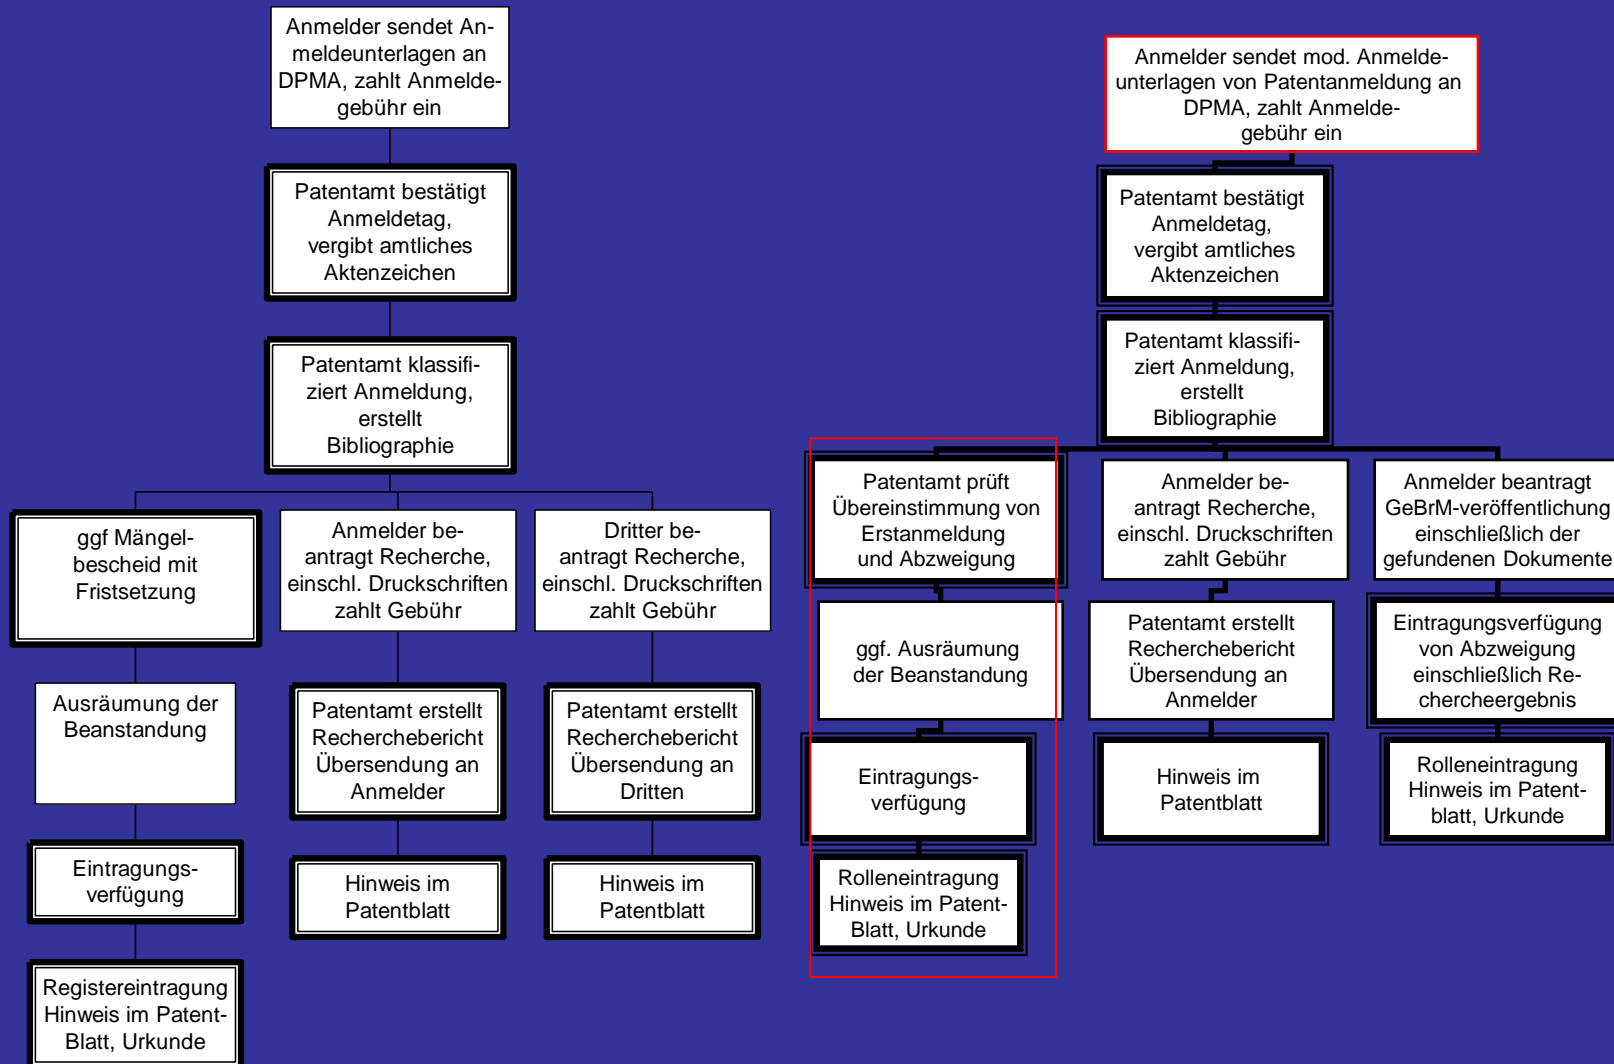 Anmelder sendet An-
meldeunterlagen an
DPMA, zahlt Anmelde-
gebühr ein
Patentamt bestätigt
Anmeldetag,
vergibt amtliches
Aktenzeichen
Patentamt klassifi-
ziert Anmeldung,
erstellt
Bibliographie
ggf Mängel-
bescheid mit
Fristsetzung
Ausräumung der
Beanstandung
Eintragungs-
verfügung
Registereintragung
Hinweis im Patent-
Blatt, Urkunde
Anmelder be-
antragt Recherche,
einschl. Druckschriften
zahlt Gebühr
Patentamt erstellt
Recherchebericht
Übersendung an
Anmelder
Hinweis im
Patentblatt
Dritter be-
antragt Recherche,
einschl. Druckschriften
zahlt Gebühr
Patentamt erstellt
Recherchebericht
Übersendung an
Dritten
Hinweis im
Patentblatt
Anmelder sendet mod. Anmelde-
unterlagen von Patentanmeldung an
DPMA, zahlt Anmelde-
gebühr ein
Patentamt bestätigt
Anmeldetag,
vergibt amtliches
Aktenzeichen
Patentamt klassifi-
ziert Anmeldung,
erstellt
Bibliographie
Patentamt prüft
Übereinstimmung von
Erstanmeldung
und Abzweigung
ggf. Ausräumung
der Beanstandung
Eintragungs-
verfügung
Rolleneintragung
Hinweis im Patent-
Blatt, Urkunde
Anmelder be-
antragt Recherche,
einschl. Druckschriften
zahlt Gebühr
Patentamt erstellt
Recherchebericht
Übersendung an
Anmelder
Hinweis im
Patentblatt
Anmelder beantragt
GeBrM-veröffentlichung
einschließlich der
gefundenen Dokumente
Eintragungsverfügung
von Abzweigung
einschließlich Re-
chercheergebnis
Rolleneintragung
Hinweis im Patent-
blatt, Urkunde